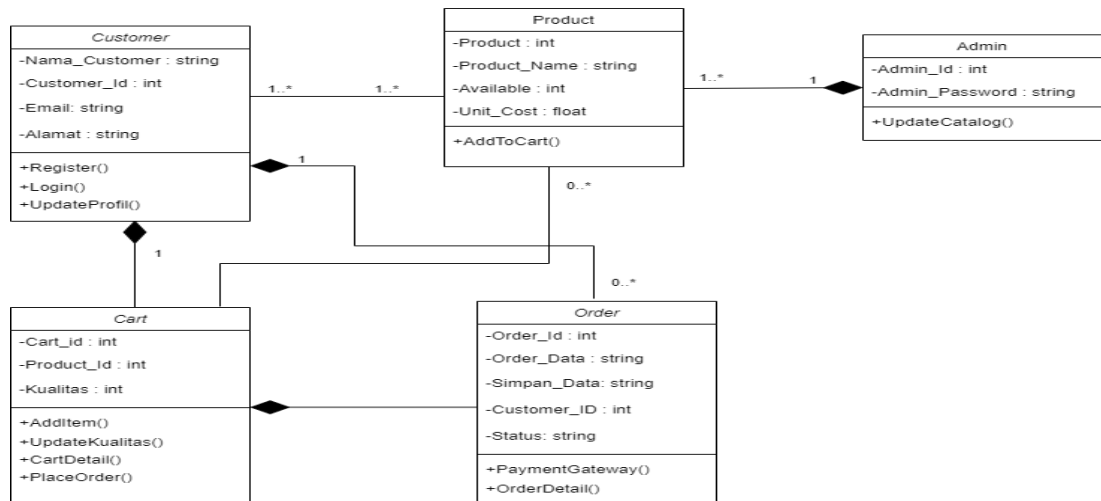 Customer
-Nama_Customer : string
-Customer_Id : int
-Email: string
-Alamat : string
+Register()
+Login()
+UpdateProfil()
Product
-Product : int
-Product_Name : string
-Available : int
-Unit_Cost : float
+AddToCart()
Admin
-Admin_Id : int
-Admin_Password : string
+UpdateCatalog()
1..*
1..*
1..*
1
1
0..*
1
0..*
Cart
-Cart_id : int
-Product_Id : int
-Kualitas : int
+AddItem()
+UpdateKualitas()
+CartDetail()
+PlaceOrder()
Order
-Order_Id : int
-Order_Data : string
-Simpan_Data: string
-Customer_ID : int
-Status: string
+PaymentGateway()
+OrderDetail()